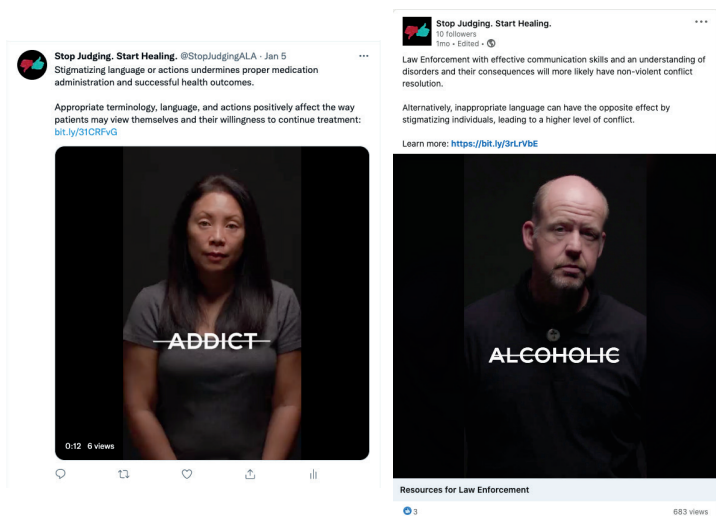 Stop Judging. Start Healing. @StopJudgingALA · Jan 5
Stigmatizing language or actions undermines proper medication
administration and successful health outcomes.
Appropriate terminology, language, and actions positively affect the way
patients may view themselves and their willingness to continue treatment:
bit.ly/31CRFvG
ADDICT
0:12 6 views
Stop Judging. Start Healing.
10 followers
1mo • Edited •
Law Enforcement with effective communication skills and an understanding of
disorders and their consequences will more likely have non-violent conflict
resolution.
Alternatively, inappropriate language can have the opposite effect by
stigmatizing individuals, leading to a higher level of conflict.
Learn more: https://bit.ly/3rLrVbE
ALCOHOLIC
Resources for Law Enforcement
3
683 views